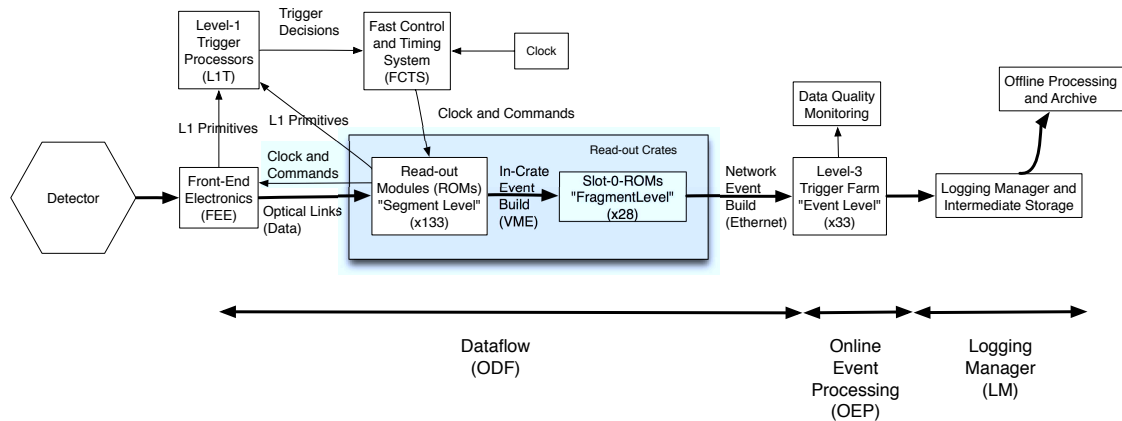 Level-1
Trigger
Processors
(L1T)
Trigger
Decisions
Fast Control
and Timing
System
(FCTS)
Clock
L1 Primitives
L1 Primitives
Clock and Commands
Clock and
Commands
Detector
Front-End
Electronics
(FEE)
Optical Links
(Data)
Read-out Crates
Read-out
Modules (ROMs)
"Segment Level"
(x133)
In-Crate
Event
Build
(VME)
Slot-0-ROMs
"FragmentLevel"
(x28)
Network
Event
Build
(Ethernet)
Data Quality
Monitoring
Level-3
Trigger Farm
"Event Level"
(x33)
Offline Processing
and Archive
Logging Manager and
Intermediate Storage
Dataflow
(ODF)
Online
Event
Processing
(OEP)
Logging
Manager
(LM)